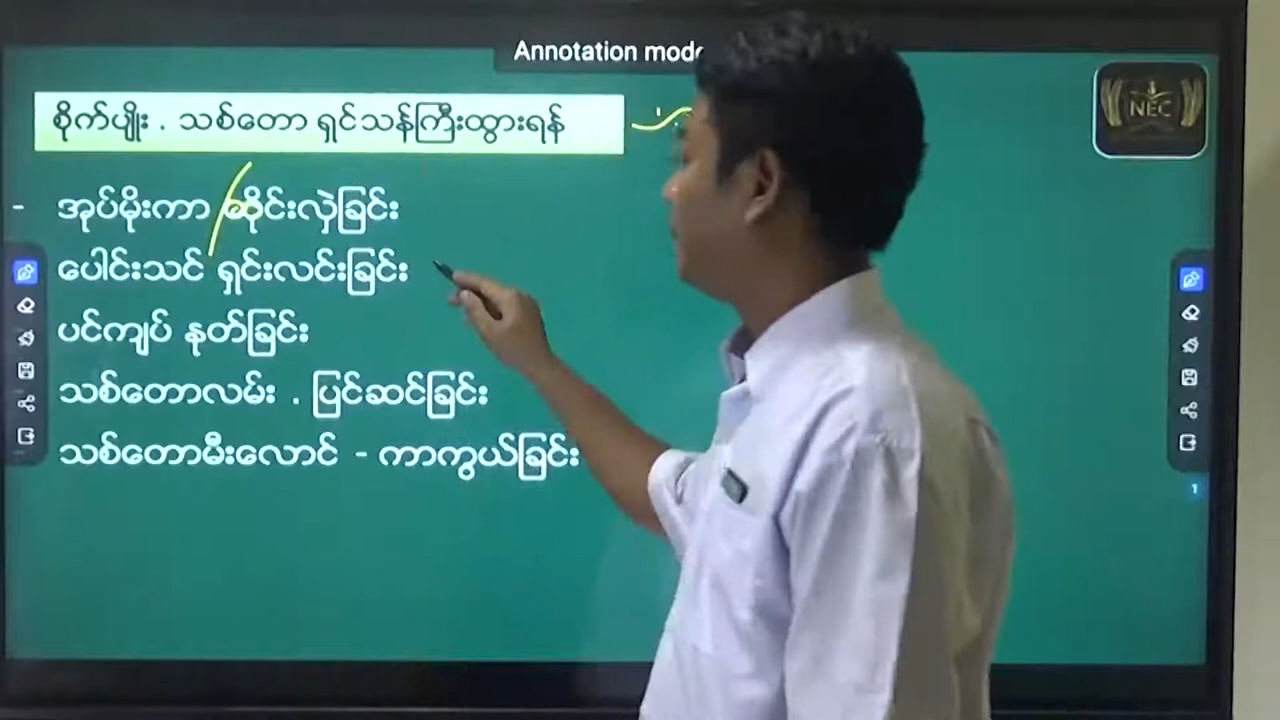 Annotation mode
NEC
စိုက်ပျိုး . သစ်တော ရှင်သန်ကြီးထွားရန်
- အုပ်မိုးကာ ဆိုင်းလှဲခြင်း
ပေါင်းသင် ရှင်းလင်းခြင်း
ပင်ကျပ် နုတ်ခြင်း
သစ်တောလမ်း . ပြင်ဆင်ခြင်း
သစ်တောမီးလောင် - ကာကွယ်ခြင်း
1